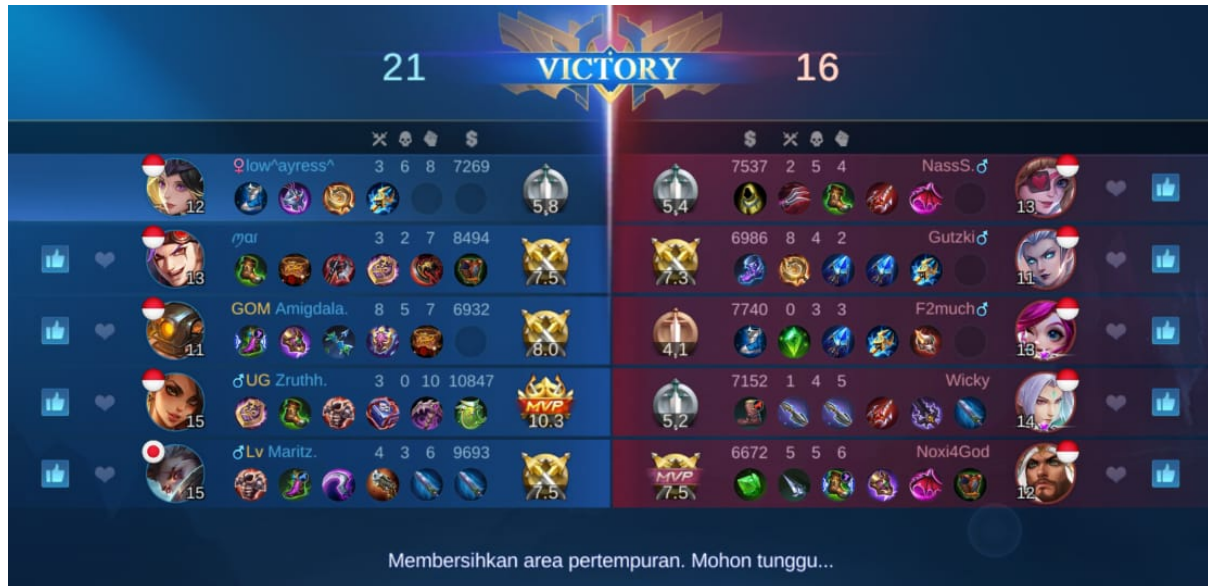 21 VICTORY 16
$ $
♀low^ayress^ 3 6 8 7269 7537 2 5 4 NassS.♂
12 5,8 5,4 13
ოɑr 3 2 7 8494 6986 8 4 2 Gutzki♂
13 7.5 7.3 11
GOM Amigdala. 8 5 7 6932 7740 0 3 3 F2much♂
11 8.0 4,1 13
♂UG Zruthh. 3 0 10 10847 7152 1 4 5 Wicky
15 MVP 10.3 5,2 14
♂Lv Maritz. 4 3 6 9693 6672 5 5 6 Noxi4God
15 7.5 MVP 7.5 12
Membersihkan area pertempuran. Mohon tunggu...